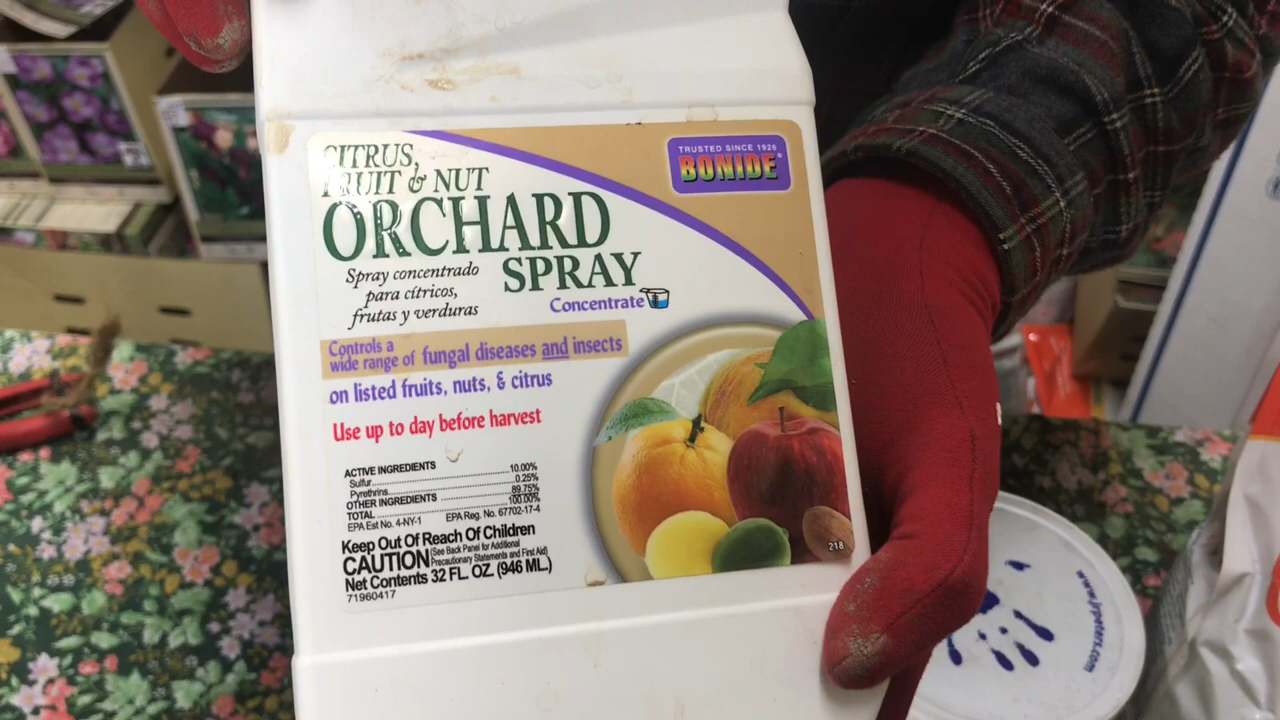 TRUSTED SINCE 1926
BONIDE®
CITRUS,
FRUIT & NUT
ORCHARD
SPRAY
Spray concentrado
para cítricos,
frutas y verduras
Concentrate
Controls a
wide range of fungal diseases and insects
on listed fruits, nuts, & citrus
Use up to day before harvest
ACTIVE INGREDIENTS
Sulfur..........10.00%
Pyrethrins..........0.25%
OTHER INGREDIENTS..........89.75%
TOTAL..........100.00%
EPA Est No. 4-NY-1 EPA Reg. No. 67702-17-4
Keep Out Of Reach Of Children
CAUTION (See Back Panel for Additional
Precautionary Statements and First Aid)
Net Contents 32 FL. OZ. (946 ML.)
71960417
218
www.jrpeters.com